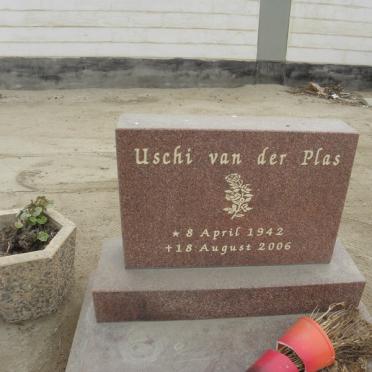 Uschi van der Plas
★ 8 April 1942
+ 18 August 2006